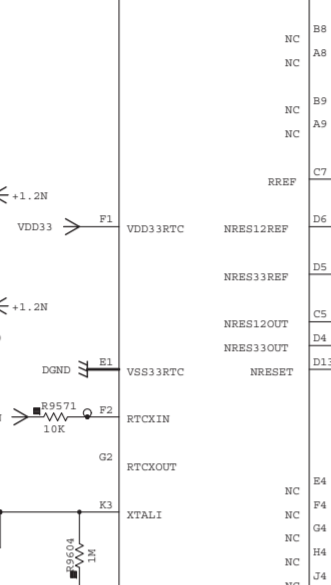 B8
NC
A8
NC
B9
NC
A9
NC
C7
RREF
+1.2N
F1
D6
VDD33
VDD33RTC
NRES12REF
D5
NRES33REF
+1.2N
C5
NRES12OUT
D4
NRES33OUT
E1
D13
DGND
VSS33RTC
NRESET
R9571
F2
10K
RTCXIN
G2
RTCXOUT
E4
NC
K3
F4
XTALI
NC
G4
NC
R9604
1M
H4
NC
J4
NC